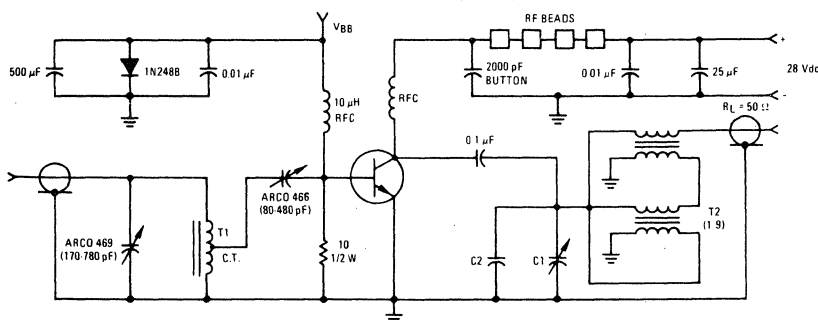 RF BEADS
VBB
500 µF
1N248B
0.01 µF
10 µH
RFC
RFC
2000 pF
BUTTON
0 01 µF
25 µF
+
28 Vdc
-
RL = 50 Ω
0 1 µF
ARCO 466
(80-480 pF)
ARCO 469
(170-780 pF)
T1
C.T.
10
1/2 W
C2
C1
T2
(1 9)